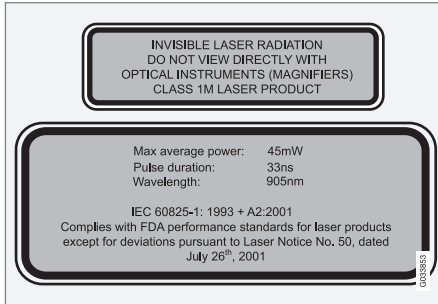 INVISIBLE LASER RADIATION
DO NOT VIEW DIRECTLY WITH
OPTICAL INSTRUMENTS (MAGNIFIERS)
CLASS 1M LASER PRODUCT
Max average power: 45mW
Pulse duration: 33ns
Wavelength: 905nm
IEC 60825-1: 1993 + A2:2001
Complies with FDA performance standards for laser products
except for deviations pursuant to Laser Notice No. 50, dated
July 26th, 2001
G033853